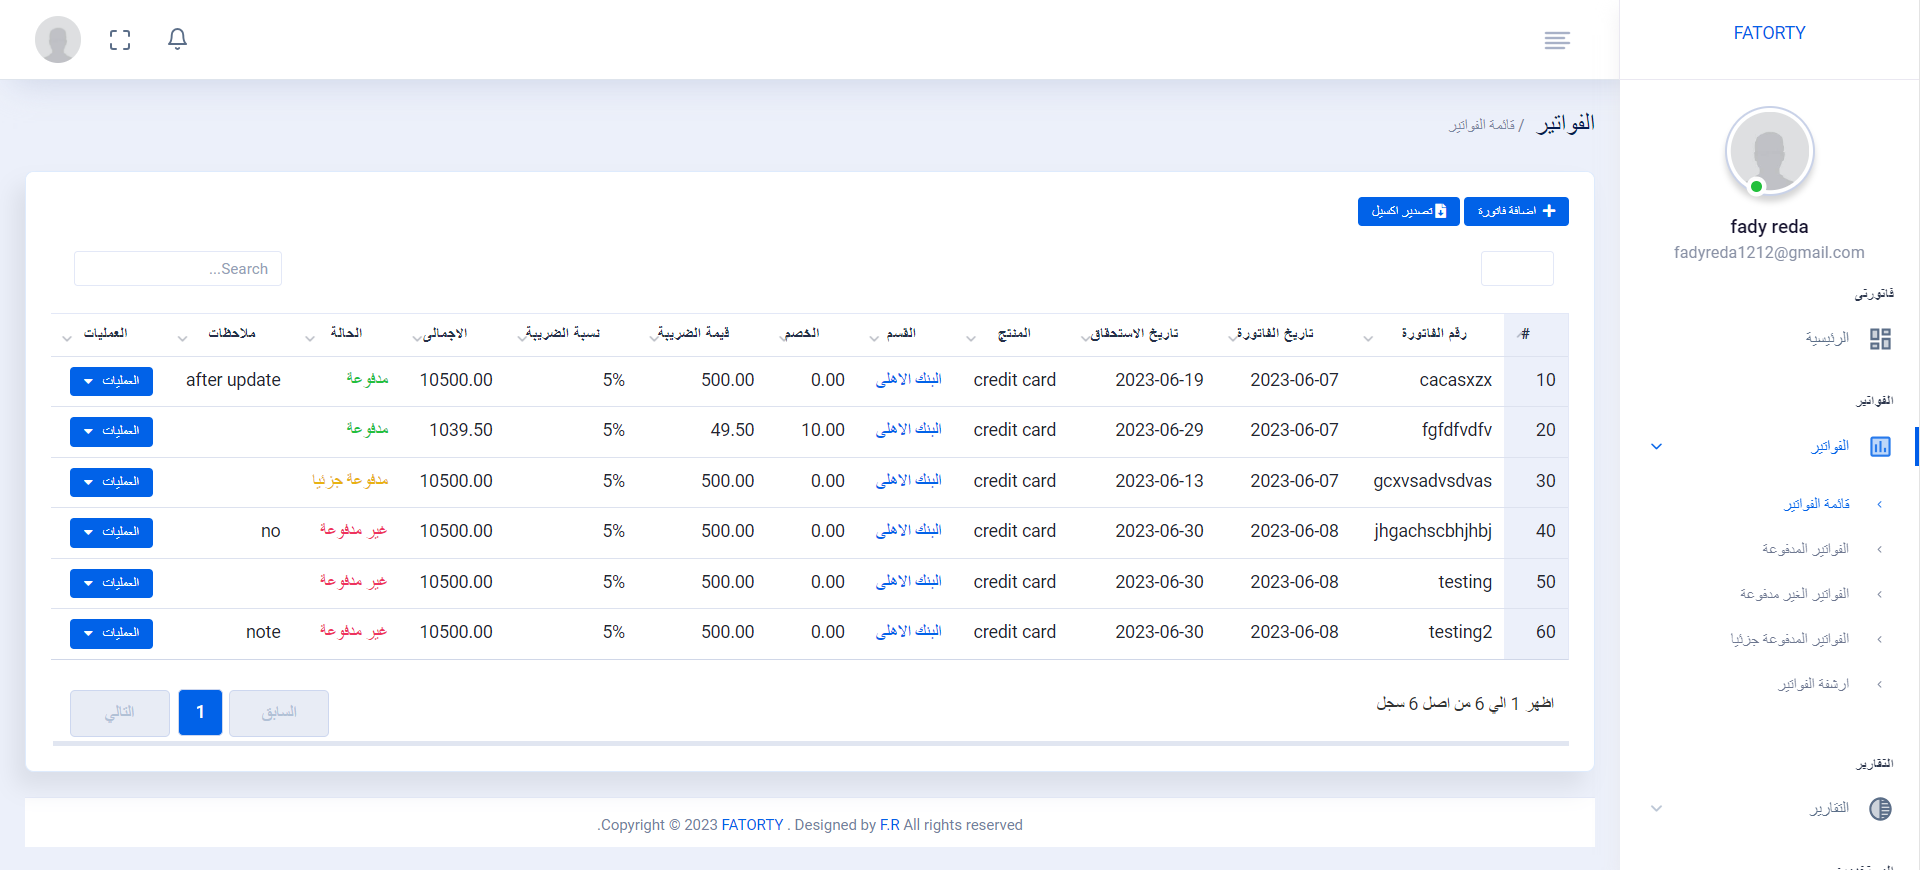 FATORTY
fady reda
fadyreda1212@gmail.com
فاتورتى
الرئيسية
الفواتير
الفواتير
قائمة الفواتير
الفواتير المدفوعة
الفواتير الغير مدفوعة
الفواتير المدفوعة جزئيا
ارشفة الفواتير
التقارير
التقارير
الفواتير / قائمة الفواتير
اضافة فاتورة تصدير اكسيل
Search...
# رقم الفاتورة تاريخ الفاتورة تاريخ الاستحقاق المنتج القسم الخصم قيمة الضريبة نسبة الضريبة الاجمالى الحالة ملاحظات العمليات
10 cacasxzx 2023-06-07 2023-06-19 credit card البنك الاهلى 0.00 500.00 5% 10500.00 مدفوعة after update العمليات
20 fgfdfvdfv 2023-06-07 2023-06-29 credit card البنك الاهلى 10.00 49.50 5% 1039.50 مدفوعة العمليات
30 gcxvsadvsdvas 2023-06-07 2023-06-13 credit card البنك الاهلى 0.00 500.00 5% 10500.00 مدفوعة جزئيا العمليات
40 jhgachscbhjhbj 2023-06-08 2023-06-30 credit card البنك الاهلى 0.00 500.00 5% 10500.00 غير مدفوعة no العمليات
50 testing 2023-06-08 2023-06-30 credit card البنك الاهلى 0.00 500.00 5% 10500.00 غير مدفوعة العمليات
60 testing2 2023-06-08 2023-06-30 credit card البنك الاهلى 0.00 500.00 5% 10500.00 غير مدفوعة note العمليات
اظهر 1 الي 6 من اصل 6 سجل
السابق 1 التالي
.Copyright © 2023 FATORTY . Designed by F.R All rights reserved